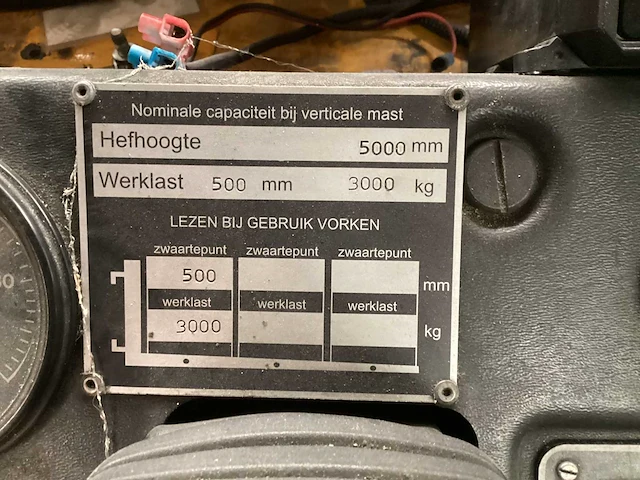 Nominale capaciteit bij verticale mast
Hefhoogte 5000 mm
Werklast 500 mm 3000 kg
LEZEN BIJ GEBRUIK VORKEN
zwaartepunt zwaartepunt zwaartepunt
500 mm
werklast werklast werklast
3000 kg